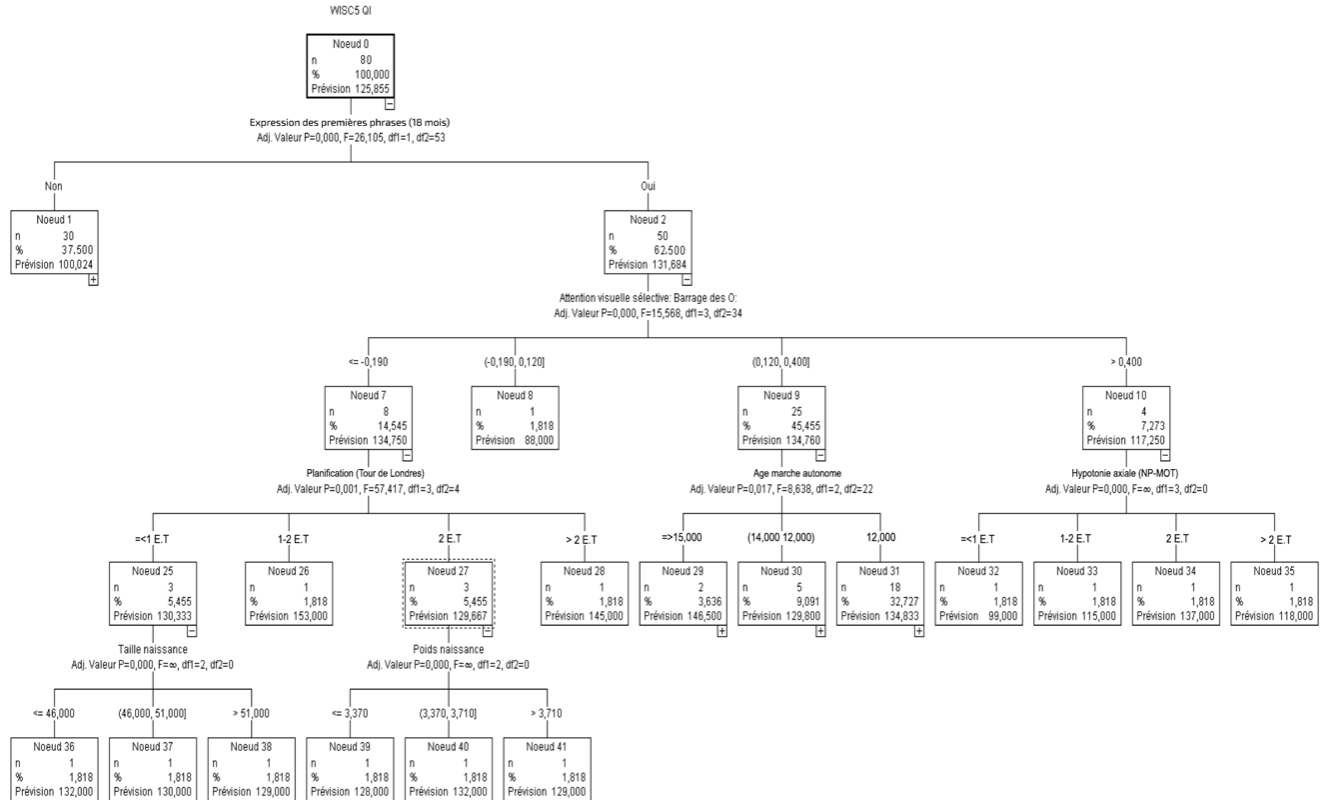 WISC5 QI
Noeud 0
n 80
% 100,000
Prévision 125,855
Expression des premières phrases (18 mois)
Adj. Valeur P=0,000, F=26,105, df1=1, df2=53
Non
Oui
Noeud 1
n 30
% 37.500
Prévision 100,024
Noeud 2
n 50
% 62.500
Prévision 131,684
Attention visuelle sélective: Barrage des O:
Adj. Valeur P=0,000, F=15,568, df1=3, df2=34
<= -0,190
(-0,190, 0,120]
(0,120, 0,400]
> 0,400
Noeud 7
n 8
% 14,545
Prévision 134,750
Noeud 8
n 1
% 1,818
Prévision 88,000
Noeud 9
n 25
% 45,455
Prévision 134,760
Noeud 10
n 4
% 7,273
Prévision 117,250
Planification (Tour de Londres)
Adj. Valeur P=0,001, F=57,417, df1=3, df2=4
Age marche autonome
Adj. Valeur P=0,017, F=8,638, df1=2, df2=22
Hypotonie axiale (NP-MOT)
Adj. Valeur P=0,000, F=∞, df1=3, df2=0
=<1 E.T
1-2 E.T
2 E.T
> 2 E.T
=>15,000
(14,000 12,000)
12,000
=<1 E.T
1-2 E.T
2 E.T
> 2 E.T
Noeud 25
n 3
% 5,455
Prévision 130,333
Noeud 26
n 1
% 1,818
Prévision 153,000
Noeud 27
n 3
% 5,455
Prévision 129,667
Noeud 28
n 1
% 1,818
Prévision 145,000
Noeud 29
n 2
% 3,636
Prévision 146,500
Noeud 30
n 5
% 9,091
Prévision 129,800
Noeud 31
n 18
% 32,727
Prévision 134,833
Noeud 32
n 1
% 1,818
Prévision 99,000
Noeud 33
n 1
% 1,818
Prévision 115,000
Noeud 34
n 1
% 1,818
Prévision 137,000
Noeud 35
n 1
% 1,818
Prévision 118,000
Taille naissance
Adj. Valeur P=0,000, F=∞, df1=2, df2=0
Poids naissance
Adj. Valeur P=0,000, F=∞, df1=2, df2=0
<= 46,000
(46,000, 51,000]
> 51,000
<= 3,370
(3,370, 3,710]
> 3,710
Noeud 36
n 1
% 1,818
Prévision 132,000
Noeud 37
n 1
% 1,818
Prévision 130,000
Noeud 38
n 1
% 1,818
Prévision 129,000
Noeud 39
n 1
% 1,818
Prévision 128,000
Noeud 40
n 1
% 1,818
Prévision 132,000
Noeud 41
n 1
% 1,818
Prévision 129,000